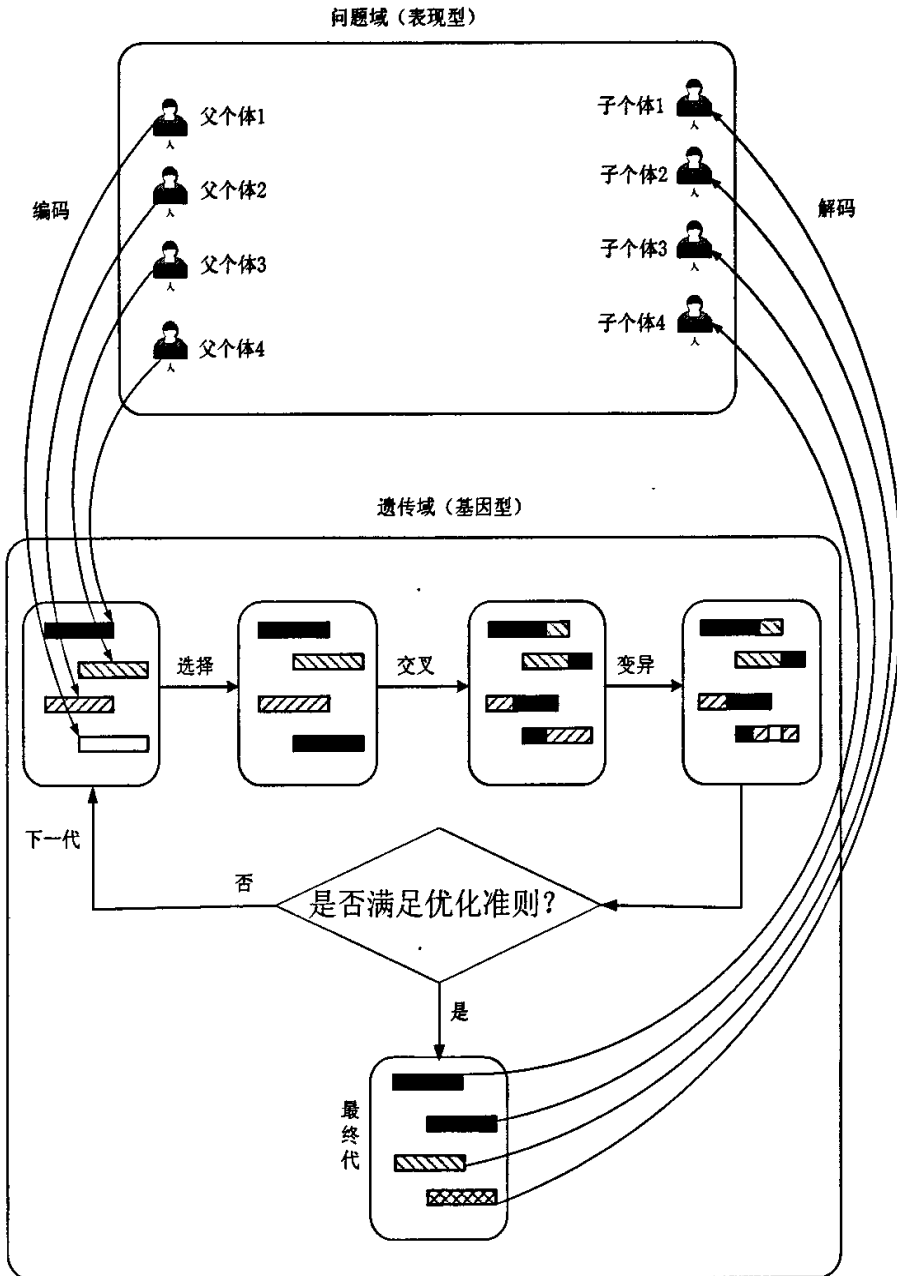 问题域（表现型）
父个体1
子个体1
父个体2
子个体2
编码
解码
父个体3
子个体3
父个体4
子个体4
遗传域（基因型）
选择
交叉
变异
下一代
否
是否满足优化准则？
是
最终代